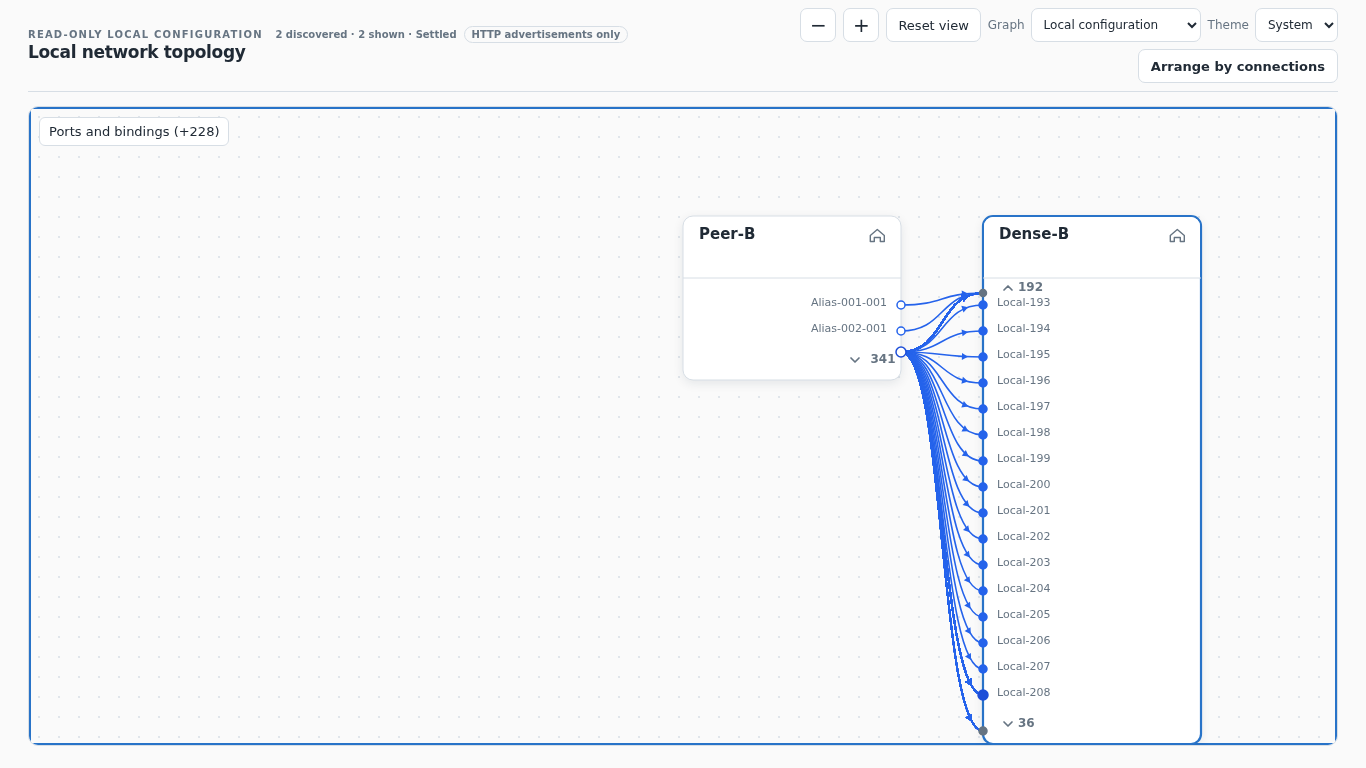 READ-ONLY LOCAL CONFIGURATION 2 discovered · 2 shown · Settled HTTP advertisements only
Local network topology
− + Reset view Graph Local configuration Theme System
Arrange by connections
Ports and bindings (+228)
Peer-B
Alias-001-001
Alias-002-001
341
Dense-B
192
Local-193
Local-194
Local-195
Local-196
Local-197
Local-198
Local-199
Local-200
Local-201
Local-202
Local-203
Local-204
Local-205
Local-206
Local-207
Local-208
36